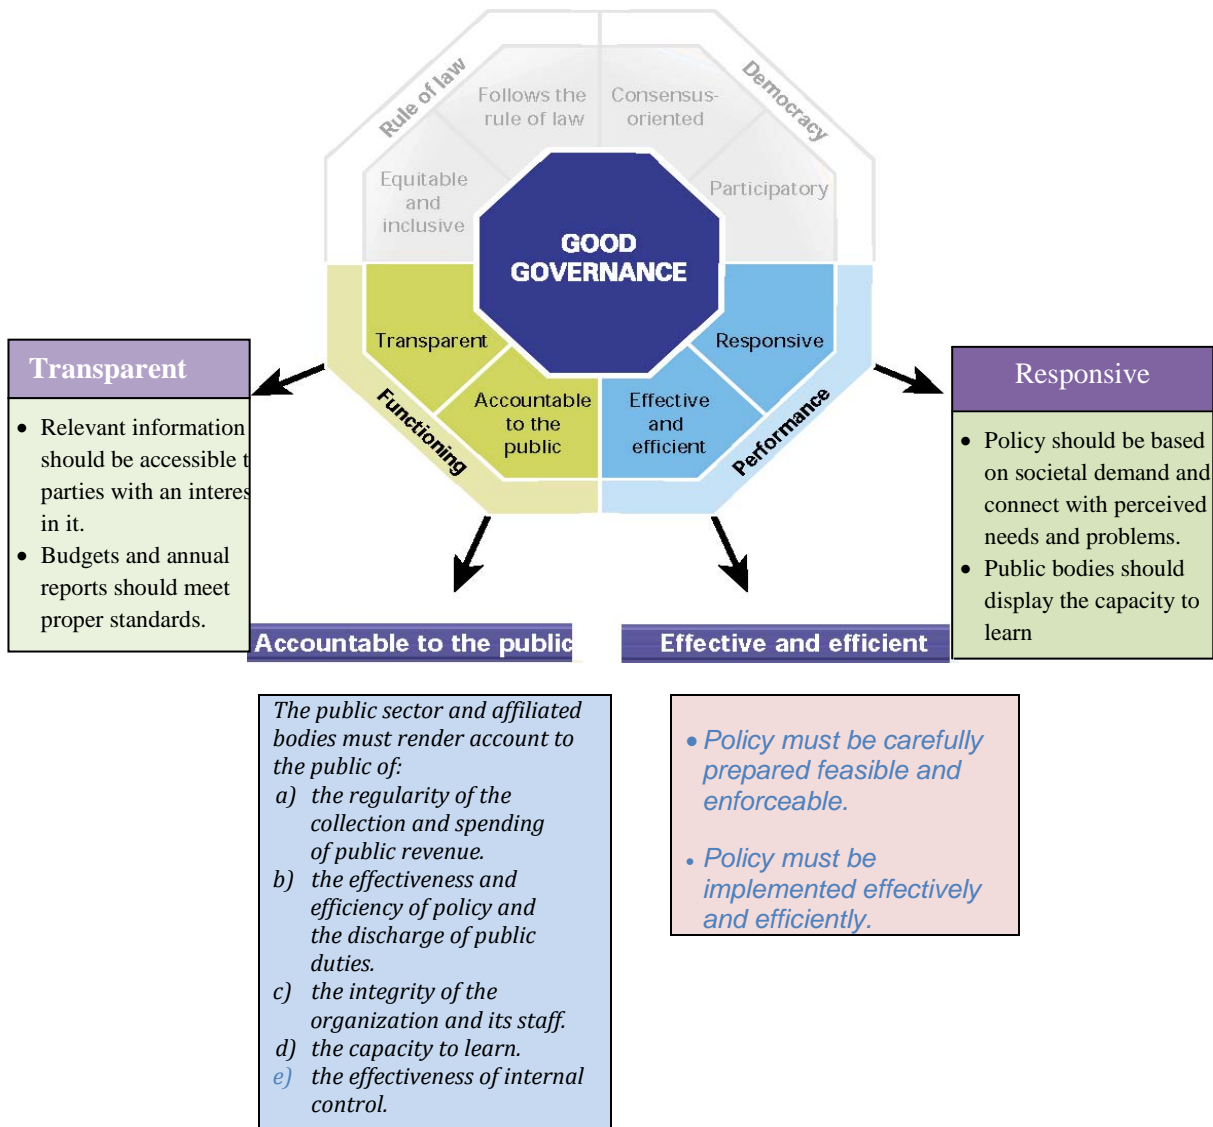 Rule of law
Democracy
Follows the
rule of law
Consensus-
oriented
Equitable
and
inclusive
Participatory
GOOD
GOVERNANCE
Transparent
Responsive
Accountable
to the
public
Effective
and
efficient
Functioning
Performance
Transparent
• Relevant information
should be accessible t
parties with an interes
in it.
• Budgets and annual
reports should meet
proper standards.
Responsive
• Policy should be based
on societal demand and
connect with perceived
needs and problems.
• Public bodies should
display the capacity to
learn
Accountable to the public
The public sector and affiliated
bodies must render account to
the public of:
a) the regularity of the
collection and spending
of public revenue.
b) the effectiveness and
efficiency of policy and
the discharge of public
duties.
c) the integrity of the
organization and its staff.
d) the capacity to learn.
e) the effectiveness of internal
control.
Effective and efficient
• Policy must be carefully
prepared feasible and
enforceable.
• Policy must be
implemented effectively
and efficiently.